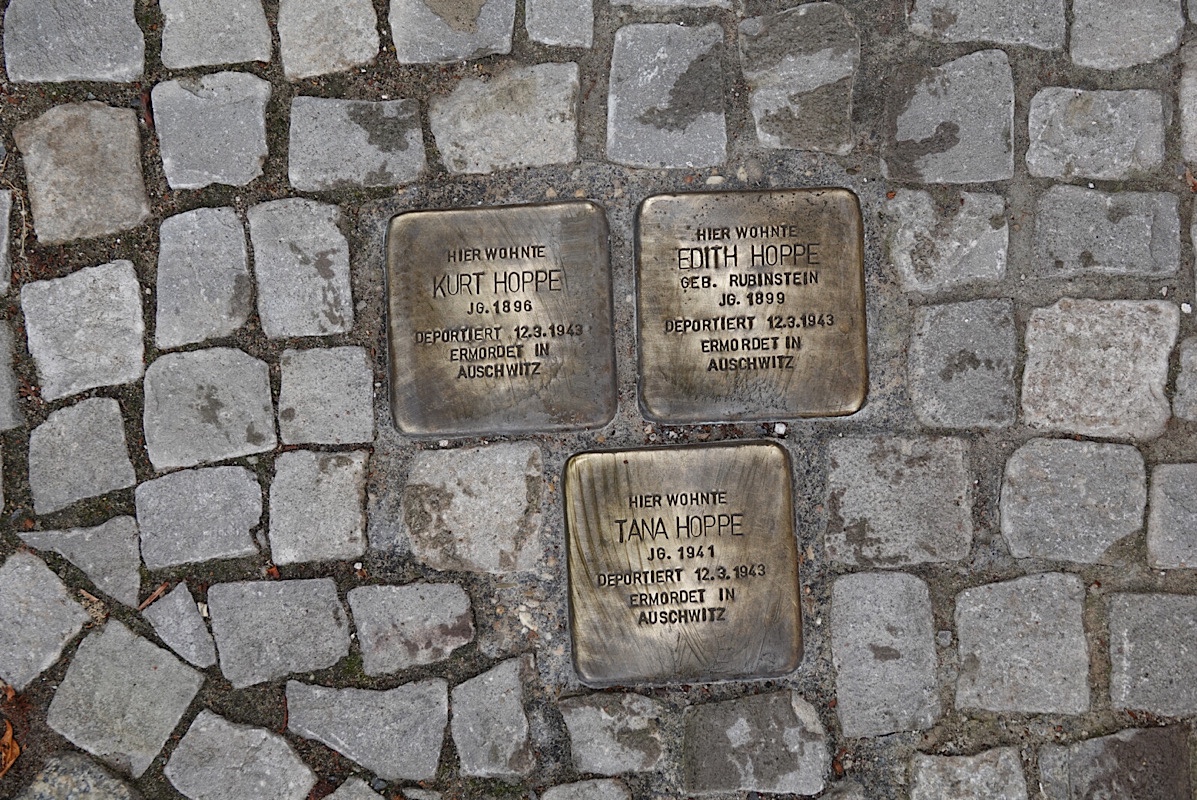 HIER WOHNTE
KURT HOPPE
JG. 1896
DEPORTIERT 12.3.1943
ERMORDET IN
AUSCHWITZ
HIER WOHNTE
EDITH HOPPE
GEB. RUBINSTEIN
JG. 1899
DEPORTIERT 12.3.1943
ERMORDET IN
AUSCHWITZ
HIER WOHNTE
TANA HOPPE
JG. 1941
DEPORTIERT 12.3.1943
ERMORDET IN
AUSCHWITZ